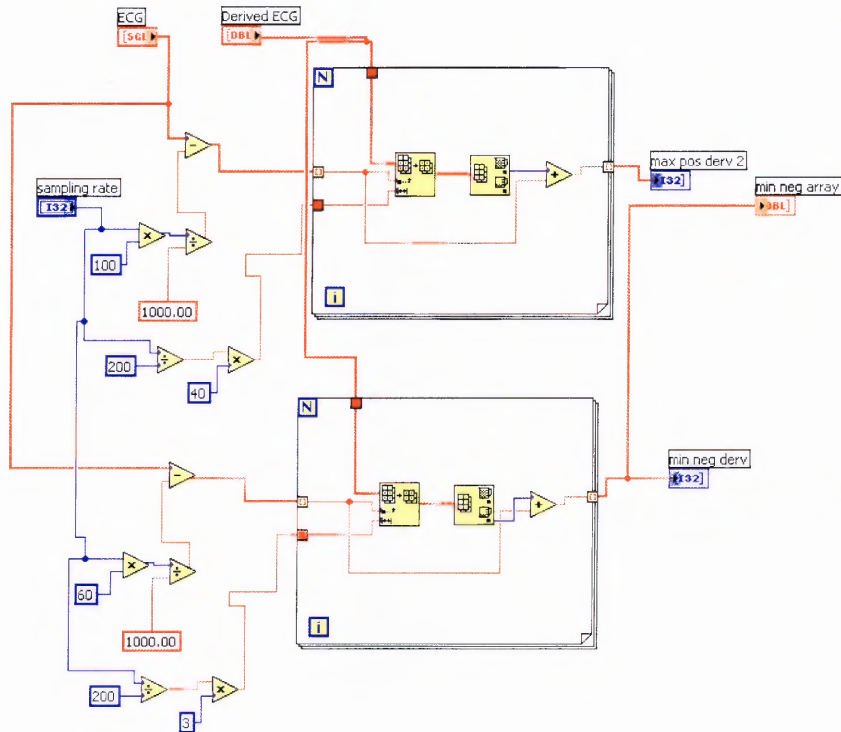 ECG
Derived ECG
[SGL
[DBL]
N
max pos derv 2
I32]
min neg array
DBL]
sampling rate
I32
100
1000.00
i
200
40
N
min neg derv
I32]
60
1000.00
i
200
3